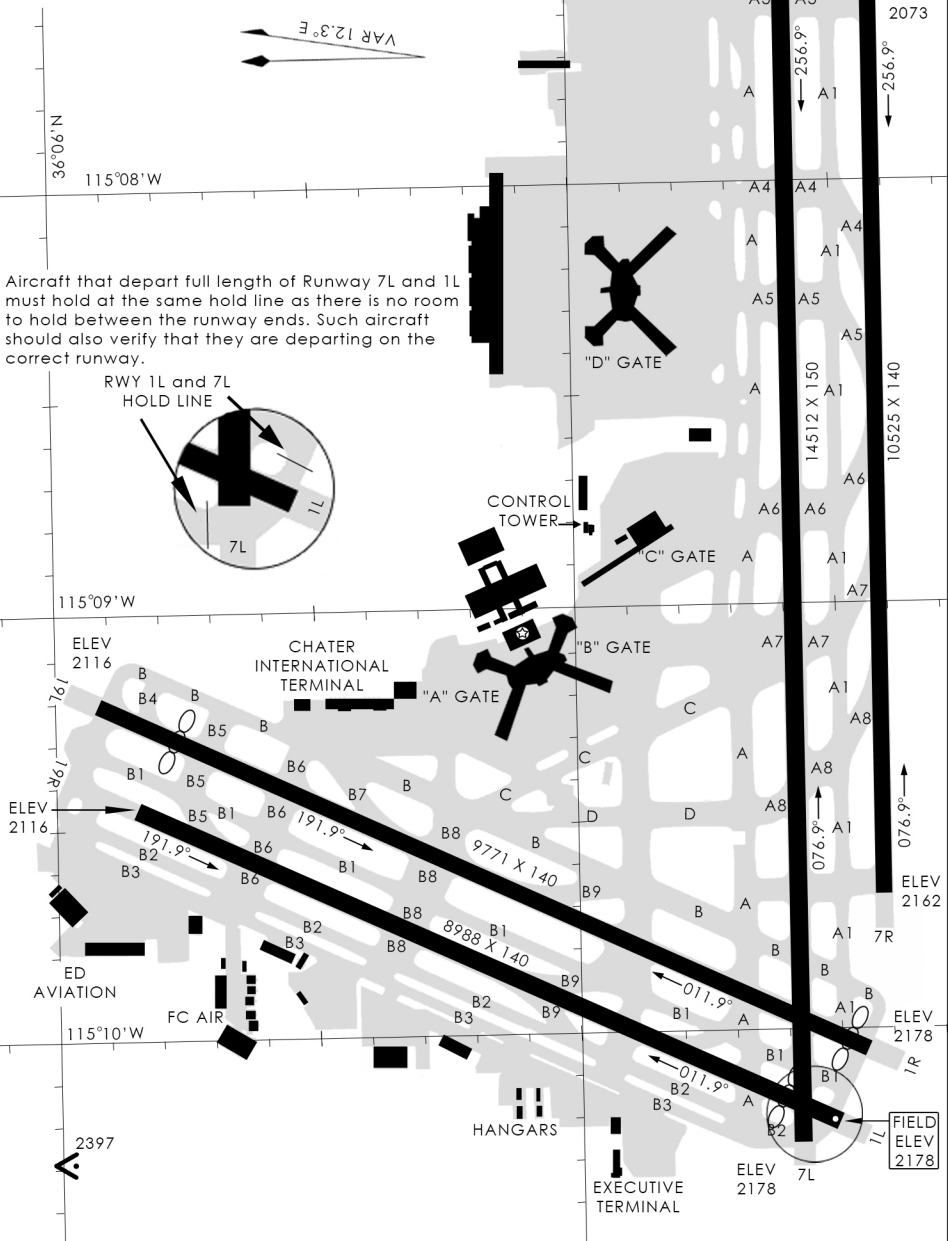 A3
A3
2073
VAR 12.3° E
256.9°
256.9°
A
A1
36°06'N
115°08'W
A4
A4
A4
A
A1
Aircraft that depart full length of Runway 7L and 1L
must hold at the same hold line as there is no room
to hold between the runway ends. Such aircraft
should also verify that they are departing on the
correct runway.
A5
A5
A5
"D" GATE
RWY 1L and 7L
HOLD LINE
A
A1
14512 X 150
10525 X 140
1L
7L
A6
CONTROL
TOWER
A6
A6
"C" GATE
A
A1
A7
115°09'W
ELEV
2116
CHATER
INTERNATIONAL
TERMINAL
"B" GATE
A7
A7
"A" GATE
19L
B
B4
B
B5
B
A1
C
A8
19R
B1
B5
B6
B7
B
C
C
A
A8
ELEV
2116
B5
B1
B6
191.9°
B8
D
D
A8
076.9°
076.9°
A1
191.9°
B2
B3
B6
B6
B1
B8
B
9771 X 140
B9
ELEV
2162
B
A
B2
B3
B8
B8
B1
8988 X 140
A1
7R
B
B
ED
AVIATION
B9
B9
B2
B3
011.9°
B
A1
FC AIR
B1
A
ELEV
2178
115°10'W
B1
B1
1R
011.9°
B2
B3
A
B2
1L
FIELD
ELEV
2178
HANGARS
2397
ELEV
2178
7L
EXECUTIVE
TERMINAL